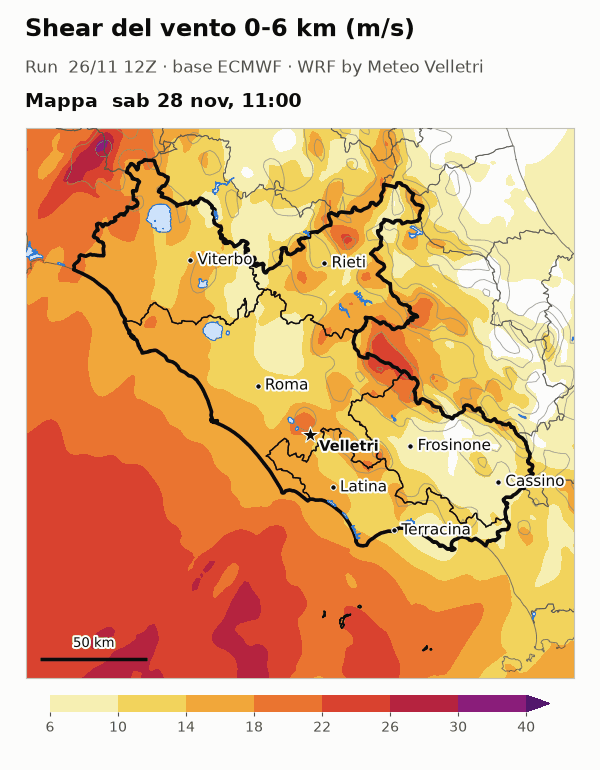 Shear del vento 0-6 km (m/s)
Run  26/11 12Z · base ECMWF · WRF by Meteo Velletri
Mappa  sab 28 nov, 11:00
Viterbo
Rieti
Roma
Velletri
Frosinone
Latina
Cassino
Terracina
50 km
6 10 14 18 22 26 30 40